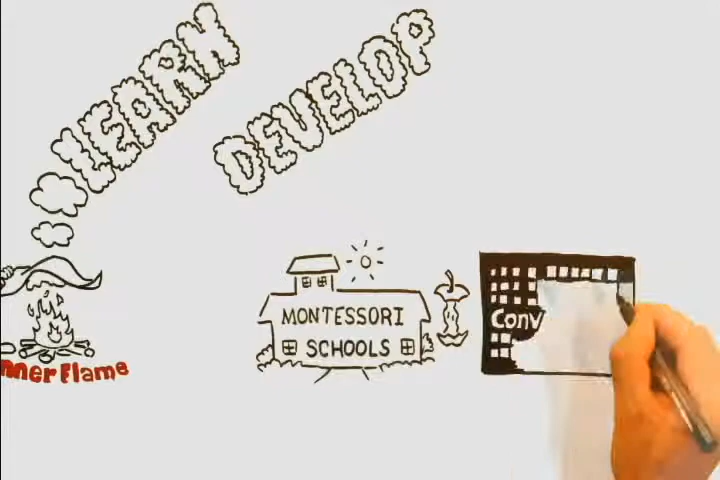 LEARN
DEVELOP
MONTESSORI
SCHOOLS
Conv
nner Flame